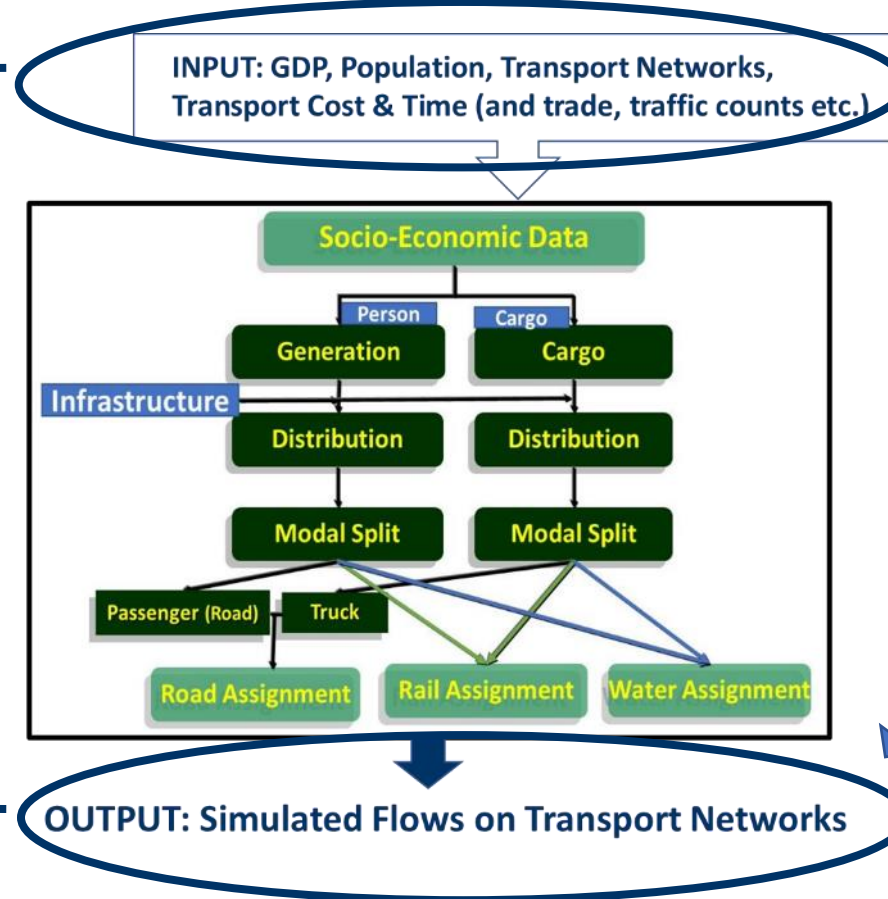 INPUT: GDP, Population, Transport Networks,
Transport Cost & Time (and trade, traffic counts etc.)
Socio-Economic Data
Person
Cargo
Generation
Cargo
Infrastructure
Distribution
Distribution
Modal Split
Modal Split
Passenger (Road)
Truck
Road Assignment
Rail Assignment
Water Assignment
OUTPUT: Simulated Flows on Transport Networks